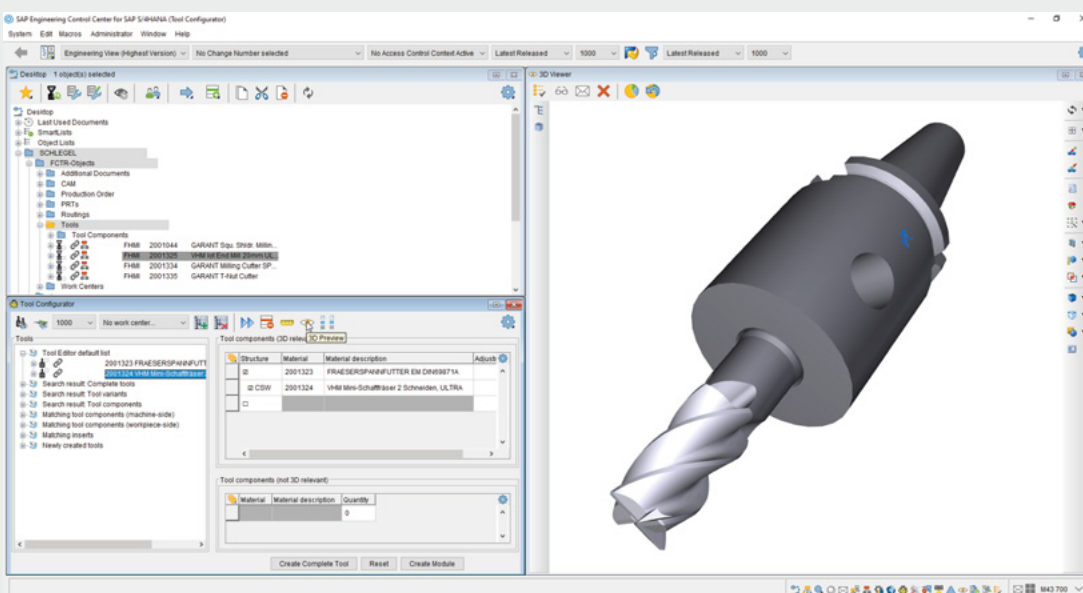 SAP Engineering Control Center for SAP S/4HANA (Tool Configurator)
System Edit Macros Administrator Window Help
Engineering View (Highest Version) No Change Number selected No Access Control Context Active Latest Released 1000 Latest Released 1000
Desktop 1 object(s) selected
Desktop
Last Used Documents
SmartLists
Object Lists
SCHLEGEL
FCTR-Objects
Additional Documents
CAM
Production Order
PRTs
Routings
Tools
Tool Components
FHMI 2001044 GARANT Squ. Shldr. Millin...
FHMI 2001325 VHM loll End Mill 20mm UL...
FHMI 2001334 GARANT Milling Cutter SP...
FHMI 2001335 GARANT T-Nut Cutter
Work Centers
3D Viewer
Tool Configurator
1000 No work center...
3D Preview
Tools
Tool Editor default list
2001323 FRAESERSPANNFUTT
2001324 VHM Mini-Schaftfräser
Search result: Complete tools
Search result: Tool variants
Search result: Tool components
Matching tool components (machine-side)
Matching tool components (workpiece-side)
Matching inserts
Newly created tools
Tool components (3D relev
Structure Material Material description Adjusts
2001323 FRAESERSPANNFUTTER EM DIN69871A
CSW 2001324 VHM Mini-Schaftfräser 2 Schneiden, ULTRA
Tool components (not 3D relevant)
Material Material description Quantity
0
Create Complete Tool Reset Create Module
M43 700